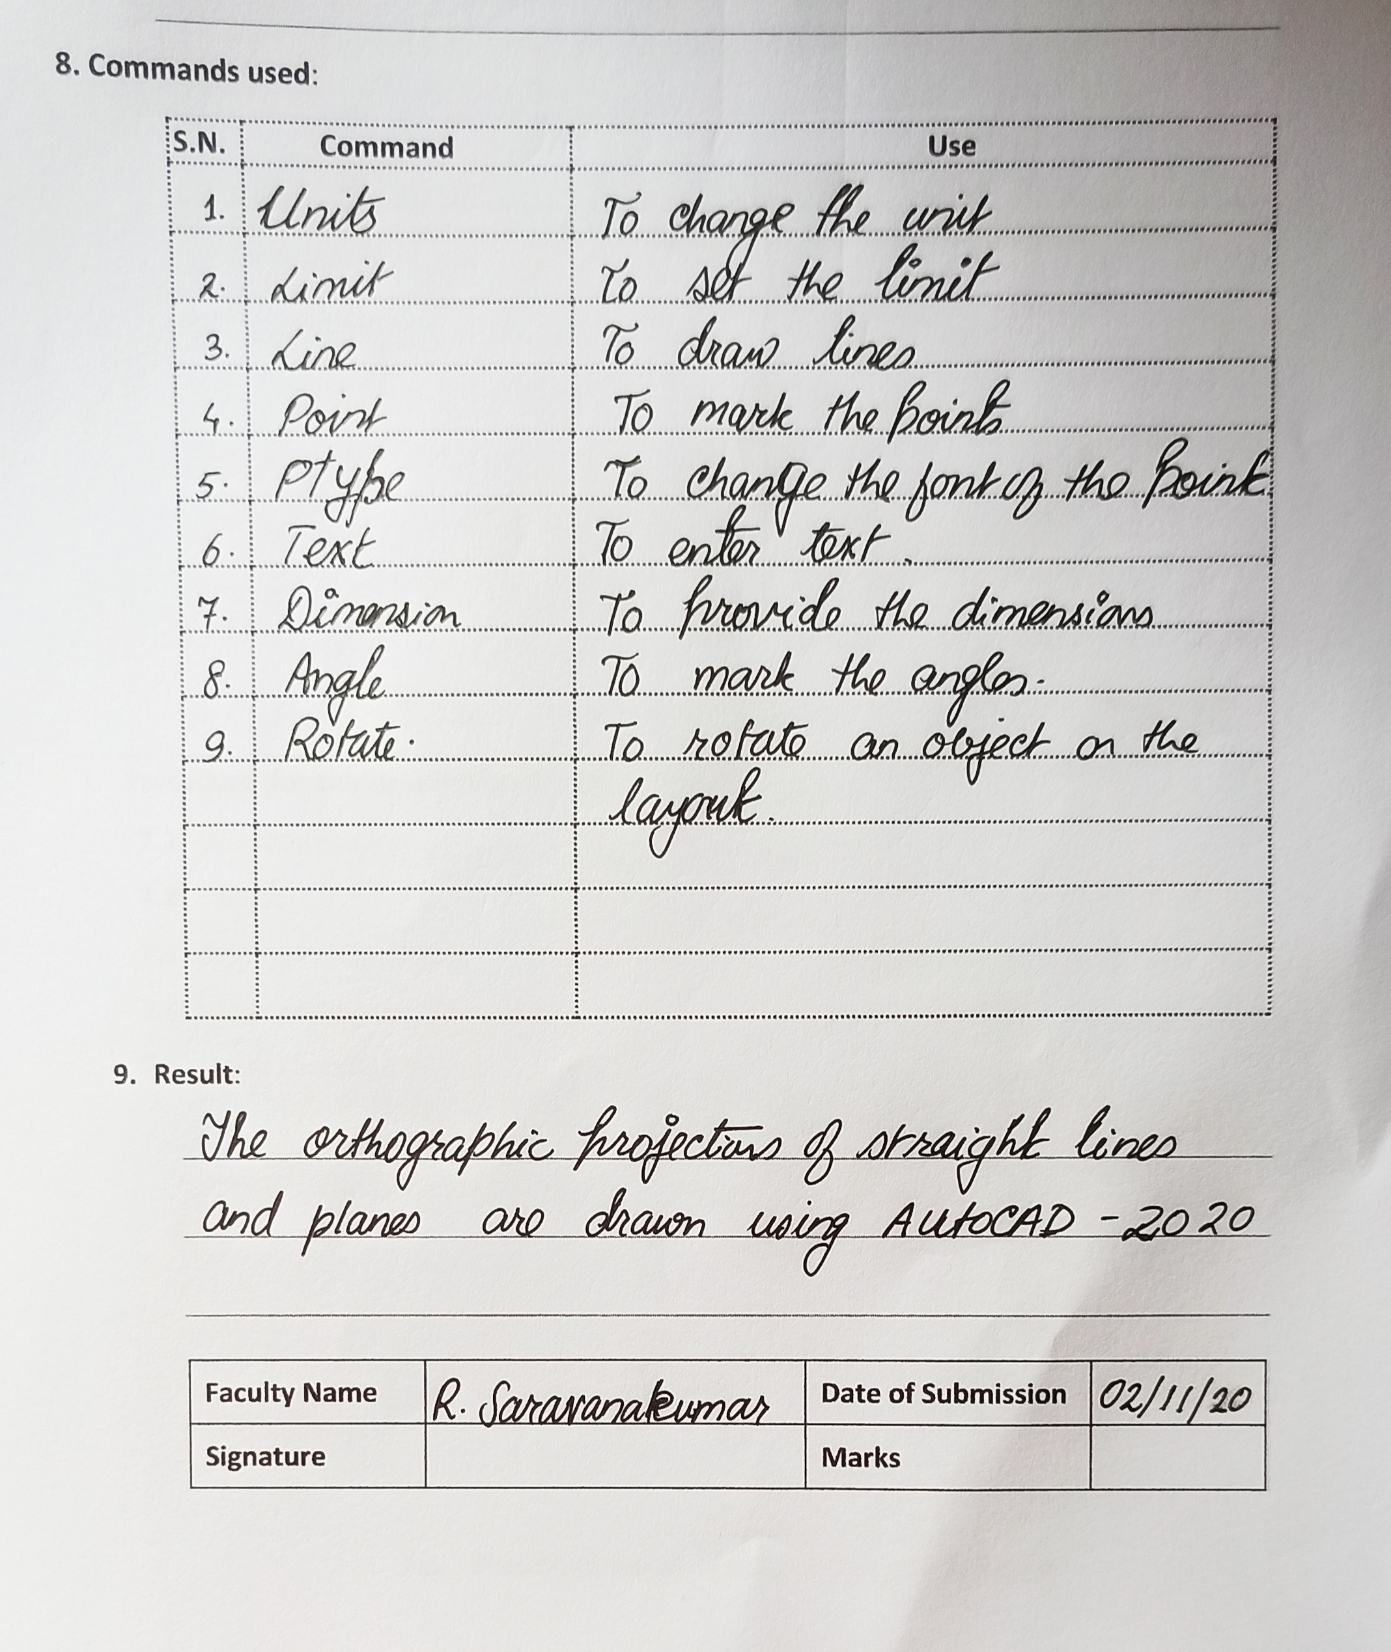 8. Commands used:
S.N. Command Use
1. Units To change the unit
2. Limit To set the limit
3. Line To draw lines
4. Point To mark the points
5. Ptype To change the font of the point
6. Text To enter text.
7. Dimension To provide the dimensions
8. Angle To mark the angles.
9. Rotate. To rotate an object on the
layout.
9. Result:
The orthographic projections of straight lines
and planes are drawn using AutoCAD - 2020
Faculty Name R. Saravanakumar Date of Submission 02/11/20
Signature Marks